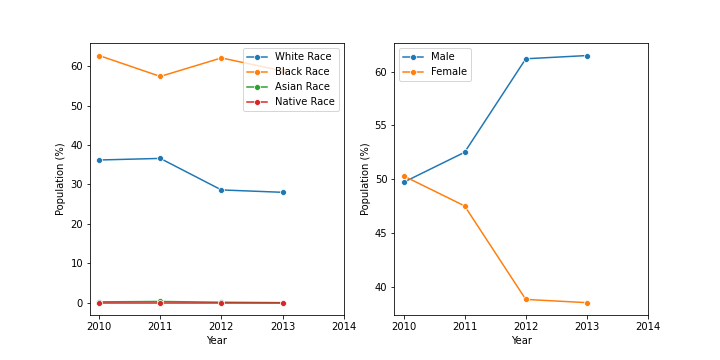 White Race
Black Race
Asian Race
Native Race
60
50
40
30
20
10
0
Population (%)
2010 2011 2012 2013 2014
Year
Male
Female
60
55
50
45
40
Population (%)
2010 2011 2012 2013 2014
Year